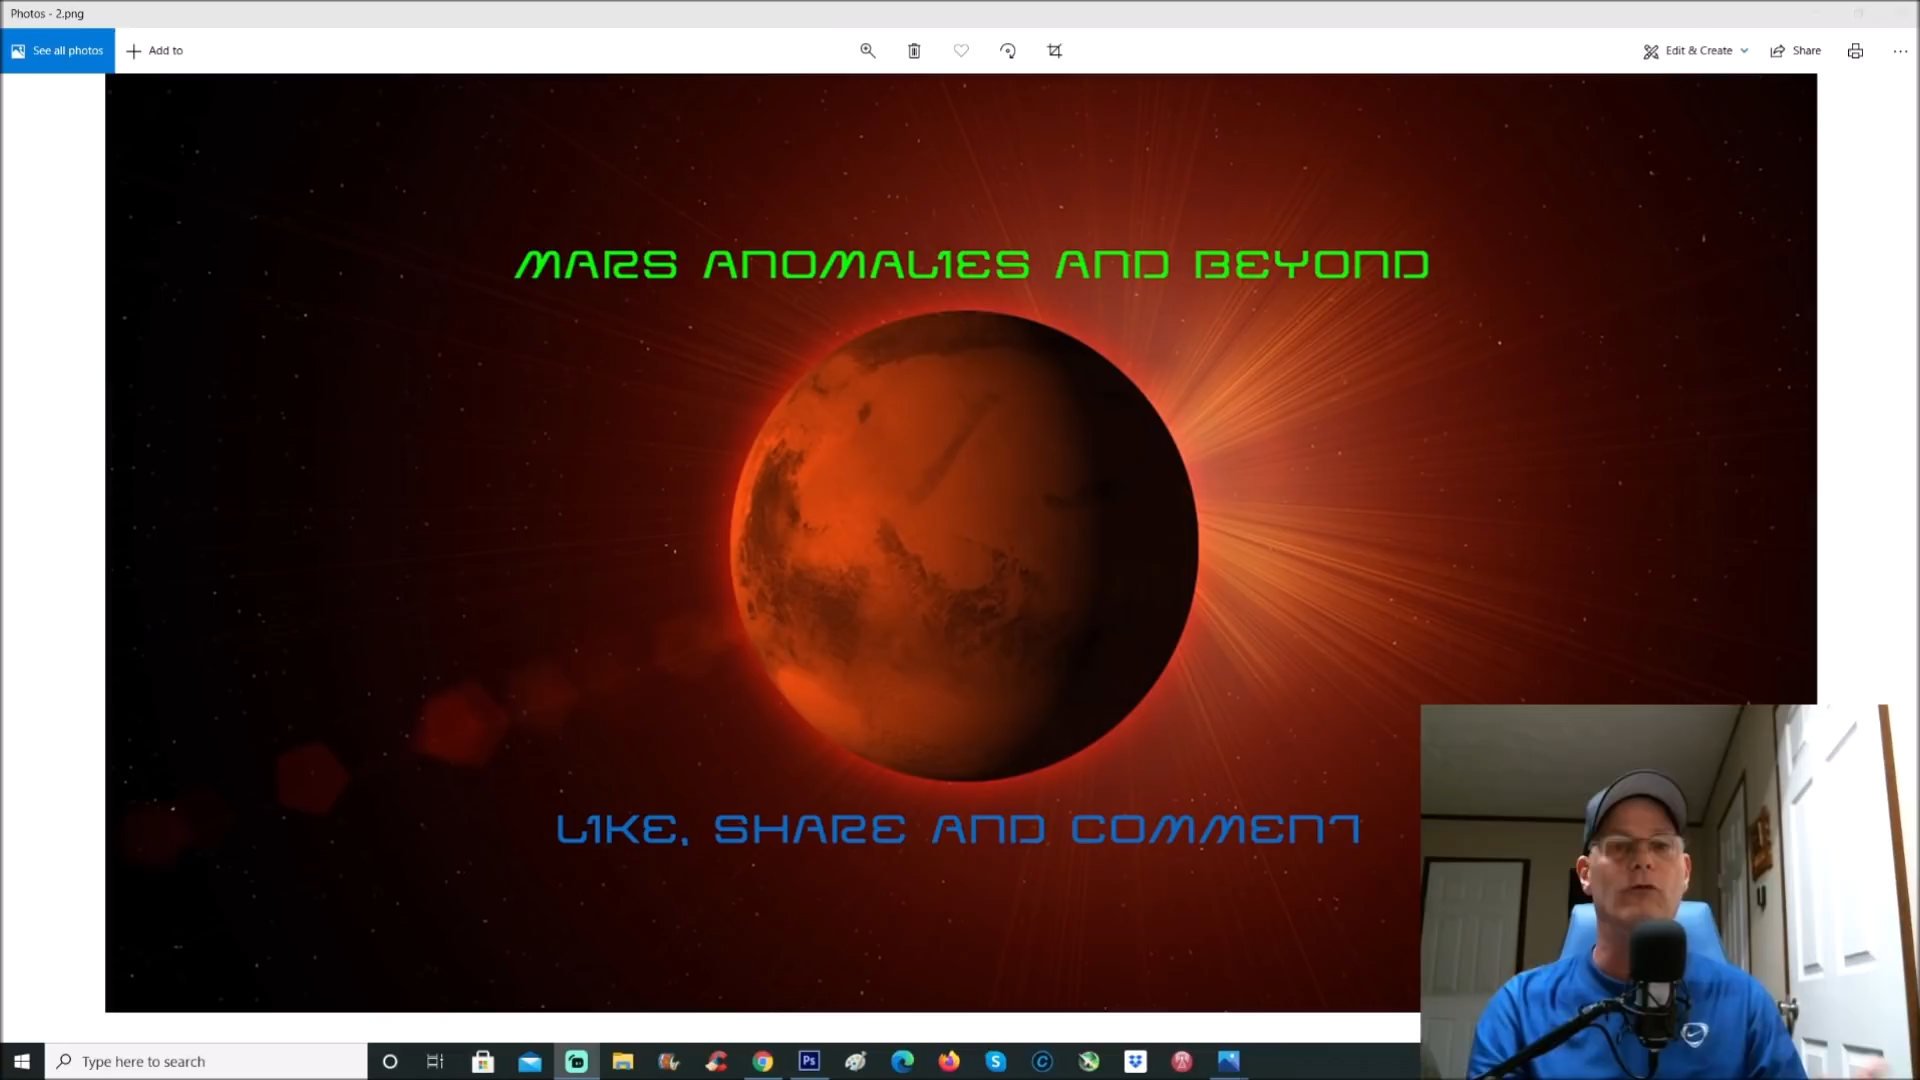 Photos - 2.png
See all photos
Add to
Edit & Create
Share
MARS ANOMALIES AND BEYOND
LIKE, SHARE AND COMMENT
Type here to search
Ps